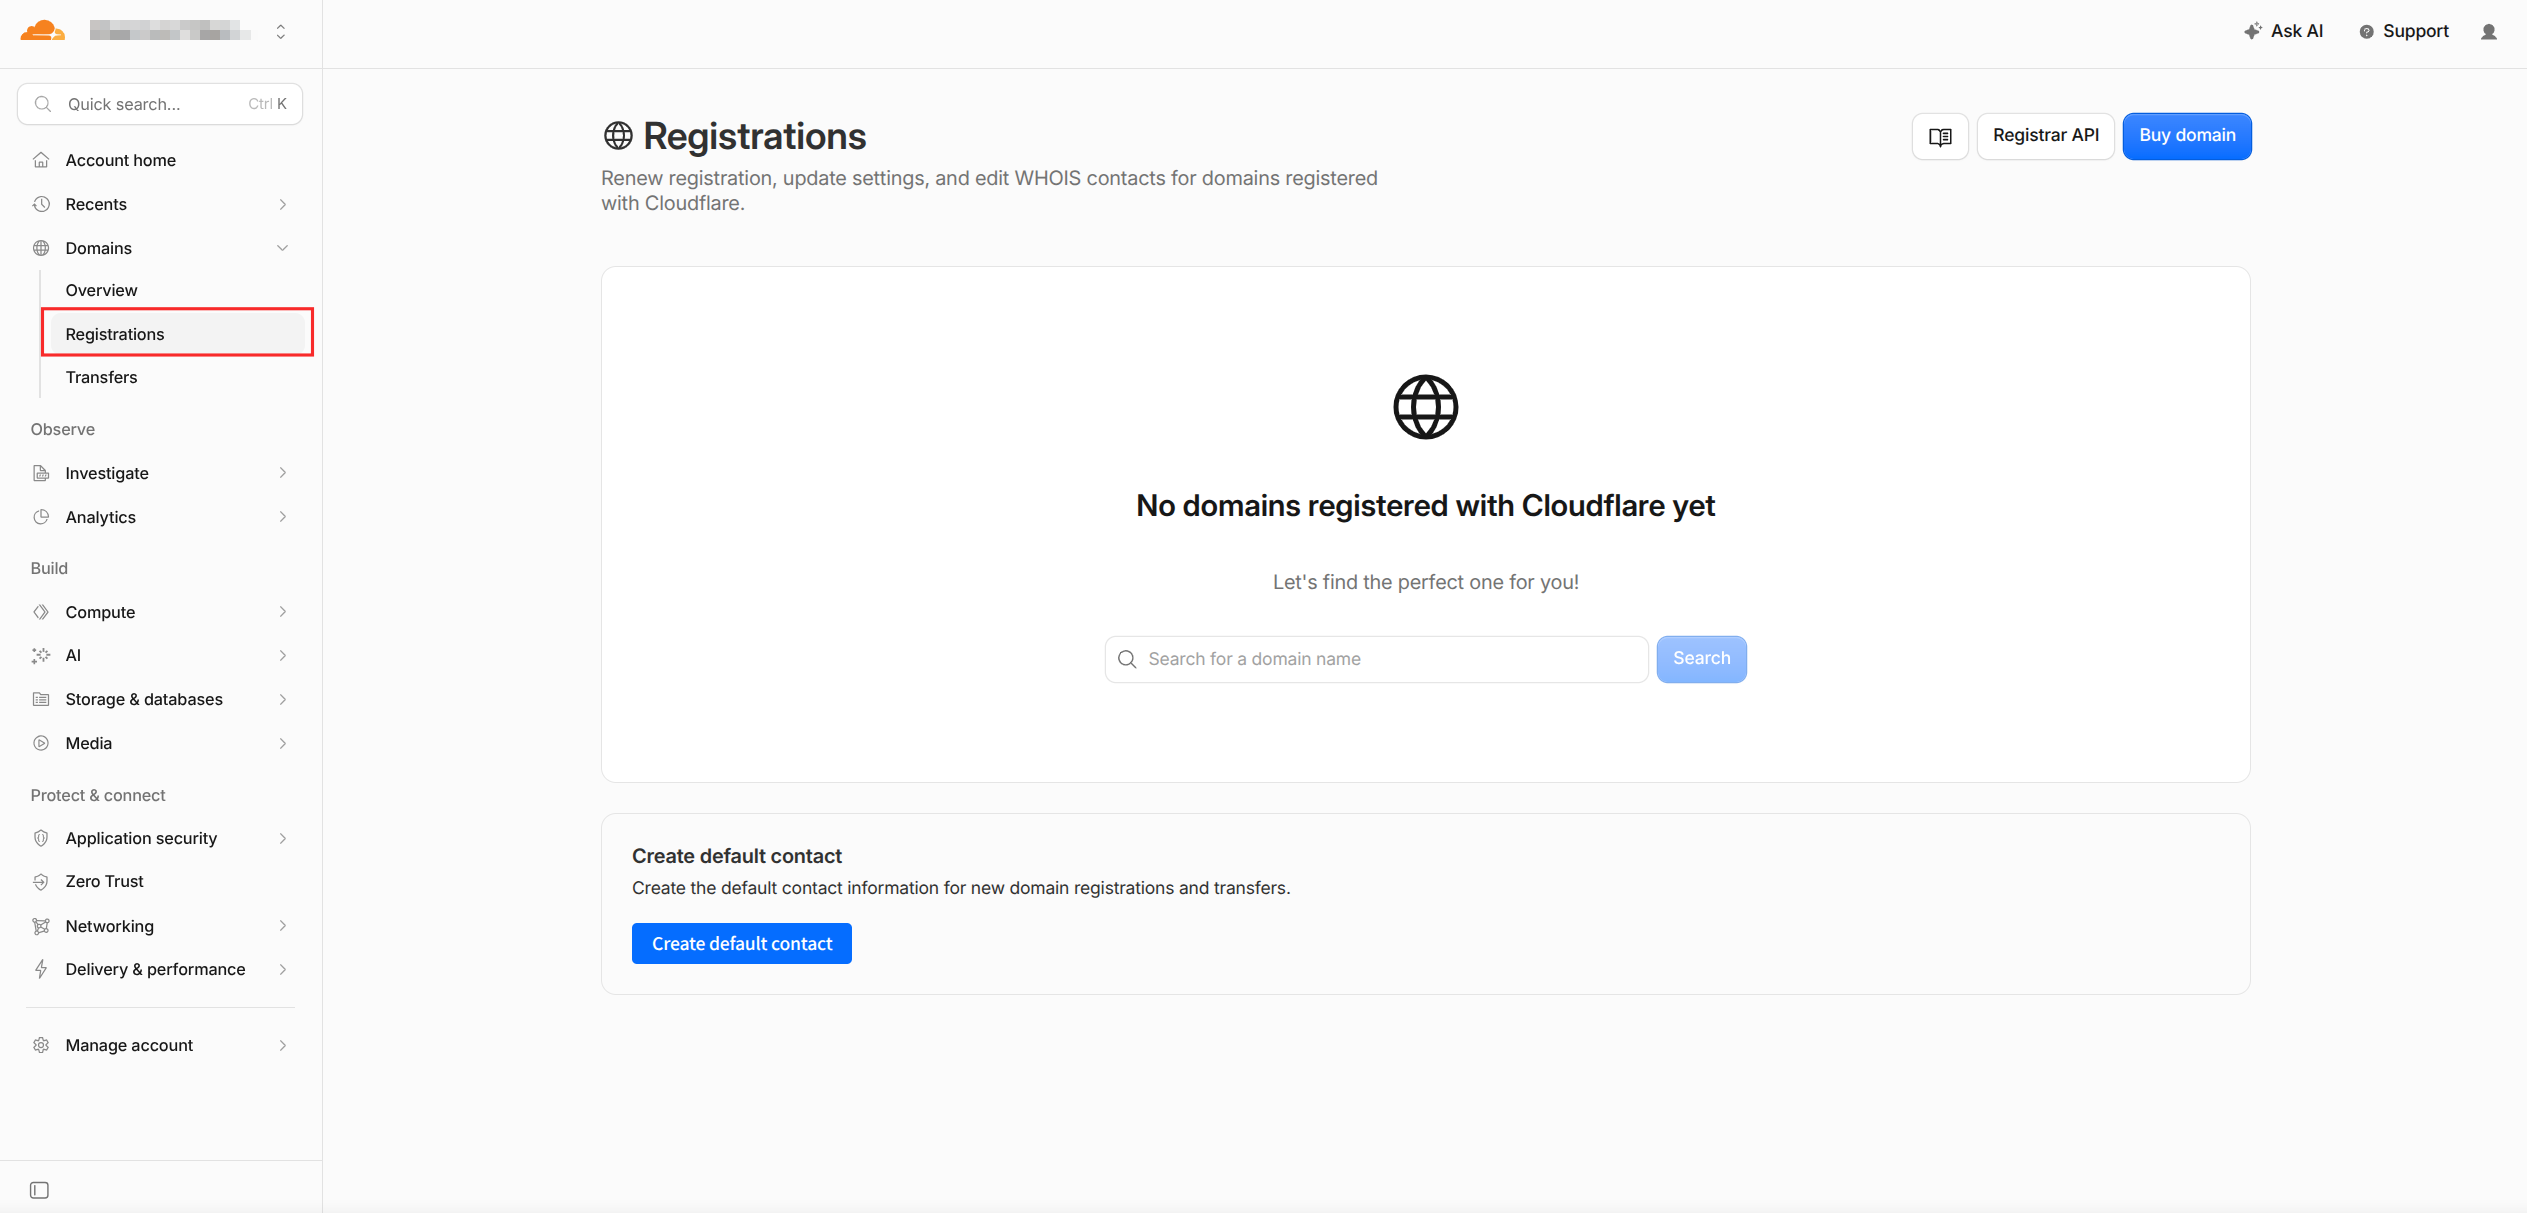 Ask AI
Support
Quick search...
Ctrl K
Account home
Recents
Domains
Overview
Registrations
Transfers
Observe
Investigate
Analytics
Build
Compute
AI
Storage & databases
Media
Protect & connect
Application security
Zero Trust
Networking
Delivery & performance
Manage account
Registrations
Renew registration, update settings, and edit WHOIS contacts for domains registered
with Cloudflare.
Registrar API
Buy domain
No domains registered with Cloudflare yet
Let's find the perfect one for you!
Search for a domain name
Search
Create default contact
Create the default contact information for new domain registrations and transfers.
Create default contact